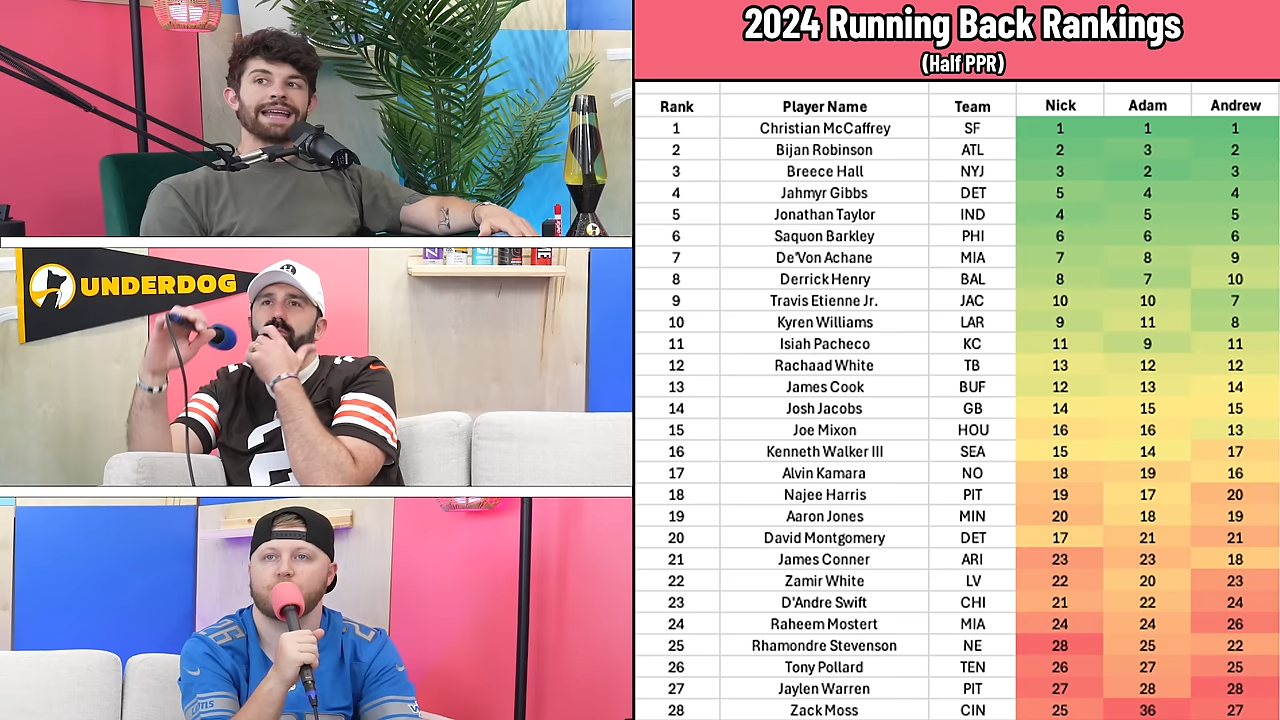 UNDERDOG
26
2024 Running Back Rankings
(Half PPR)
Rank Player Name Team Nick Adam Andrew
1 Christian McCaffrey SF 1 1 1
2 Bijan Robinson ATL 2 3 2
3 Breece Hall NYJ 3 2 3
4 Jahmyr Gibbs DET 5 4 4
5 Jonathan Taylor IND 4 5 5
6 Saquon Barkley PHI 6 6 6
7 De'Von Achane MIA 7 8 9
8 Derrick Henry BAL 8 7 10
9 Travis Etienne Jr. JAC 10 10 7
10 Kyren Williams LAR 9 11 8
11 Isiah Pacheco KC 11 9 11
12 Rachaad White TB 13 12 12
13 James Cook BUF 12 13 14
14 Josh Jacobs GB 14 15 15
15 Joe Mixon HOU 16 16 13
16 Kenneth Walker III SEA 15 14 17
17 Alvin Kamara NO 18 19 16
18 Najee Harris PIT 19 17 20
19 Aaron Jones MIN 20 18 19
20 David Montgomery DET 17 21 21
21 James Conner ARI 23 23 18
22 Zamir White LV 22 20 23
23 D'Andre Swift CHI 21 22 24
24 Raheem Mostert MIA 24 24 26
25 Rhamondre Stevenson NE 28 25 22
26 Tony Pollard TEN 26 27 25
27 Jaylen Warren PIT 27 28 28
28 Zack Moss CIN 25 36 27